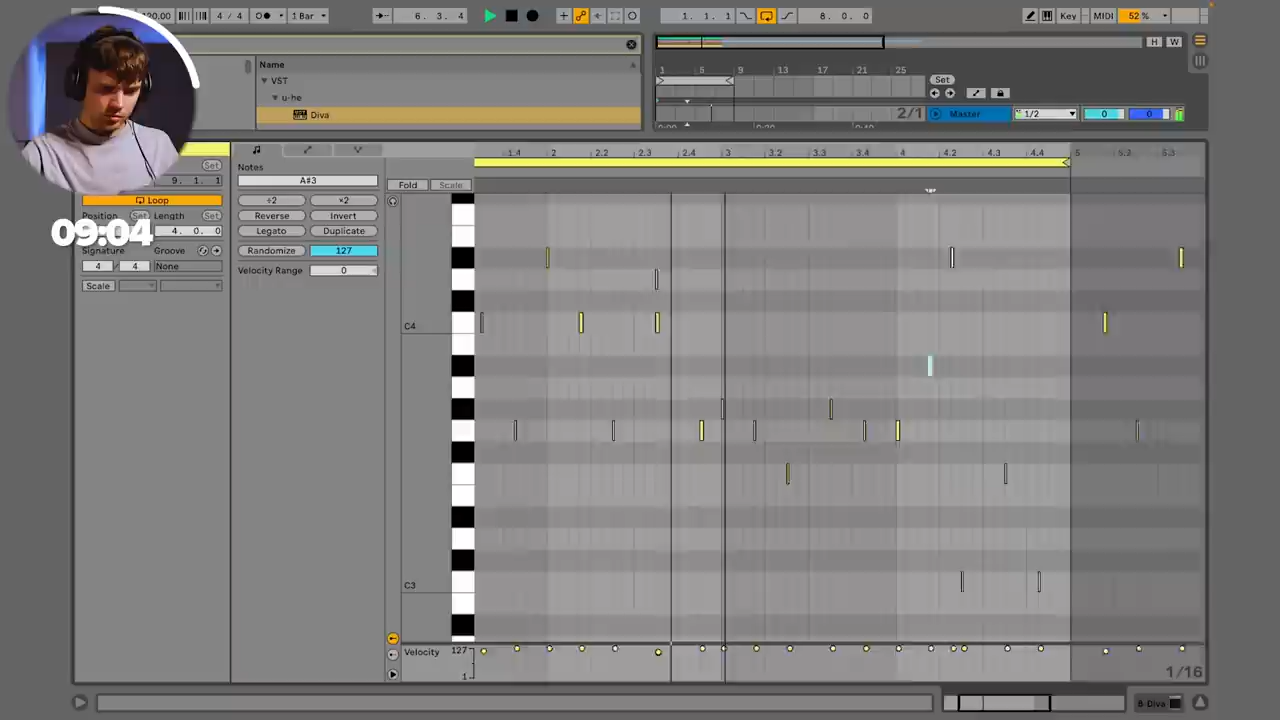 4 / 4
1 Bar
6. 3. 4
1. 1. 1
8. 0. 0
Key
MIDI
52 %
H W
Name
VST
u-he
Diva
1 5 9 13 17 21 25
Set
2/1
Master
1/2
0
0
Set
9. 1. 1
Loop
Position Set Length Set
09:04
4. 0. 0
Signature Groove
4 / 4 None
Scale
Notes
A#3
÷2 ×2
Reverse Invert
Legato Duplicate
Randomize 127
Velocity Range 0
Fold Scale
1.4 2 2.2 2.3 2.4 3 3.2 3.3 3.4 4 4.2 4.3 4.4 5 5.2 5.3
C4
C3
Velocity 127
1
1/16
8-Diva